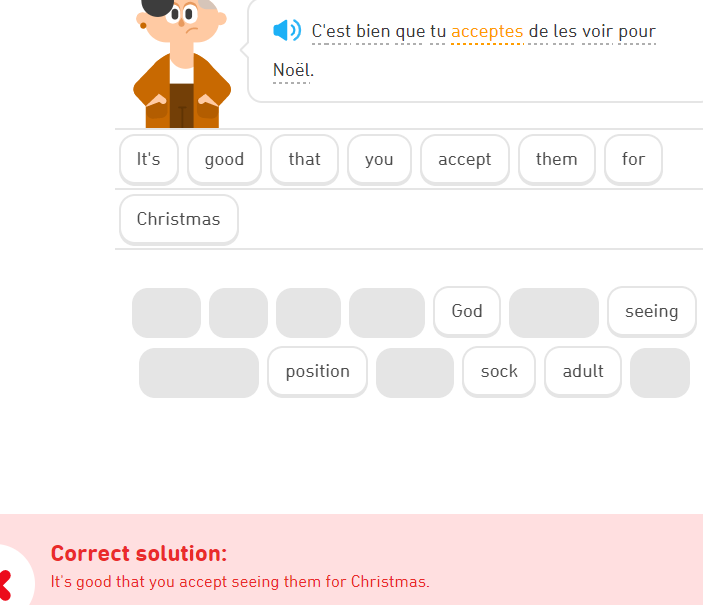 C'est bien que tu acceptes de les voir pour
Noël.
It's good that you accept them for
Christmas
God seeing
position sock adult
Correct solution:
It's good that you accept seeing them for Christmas.